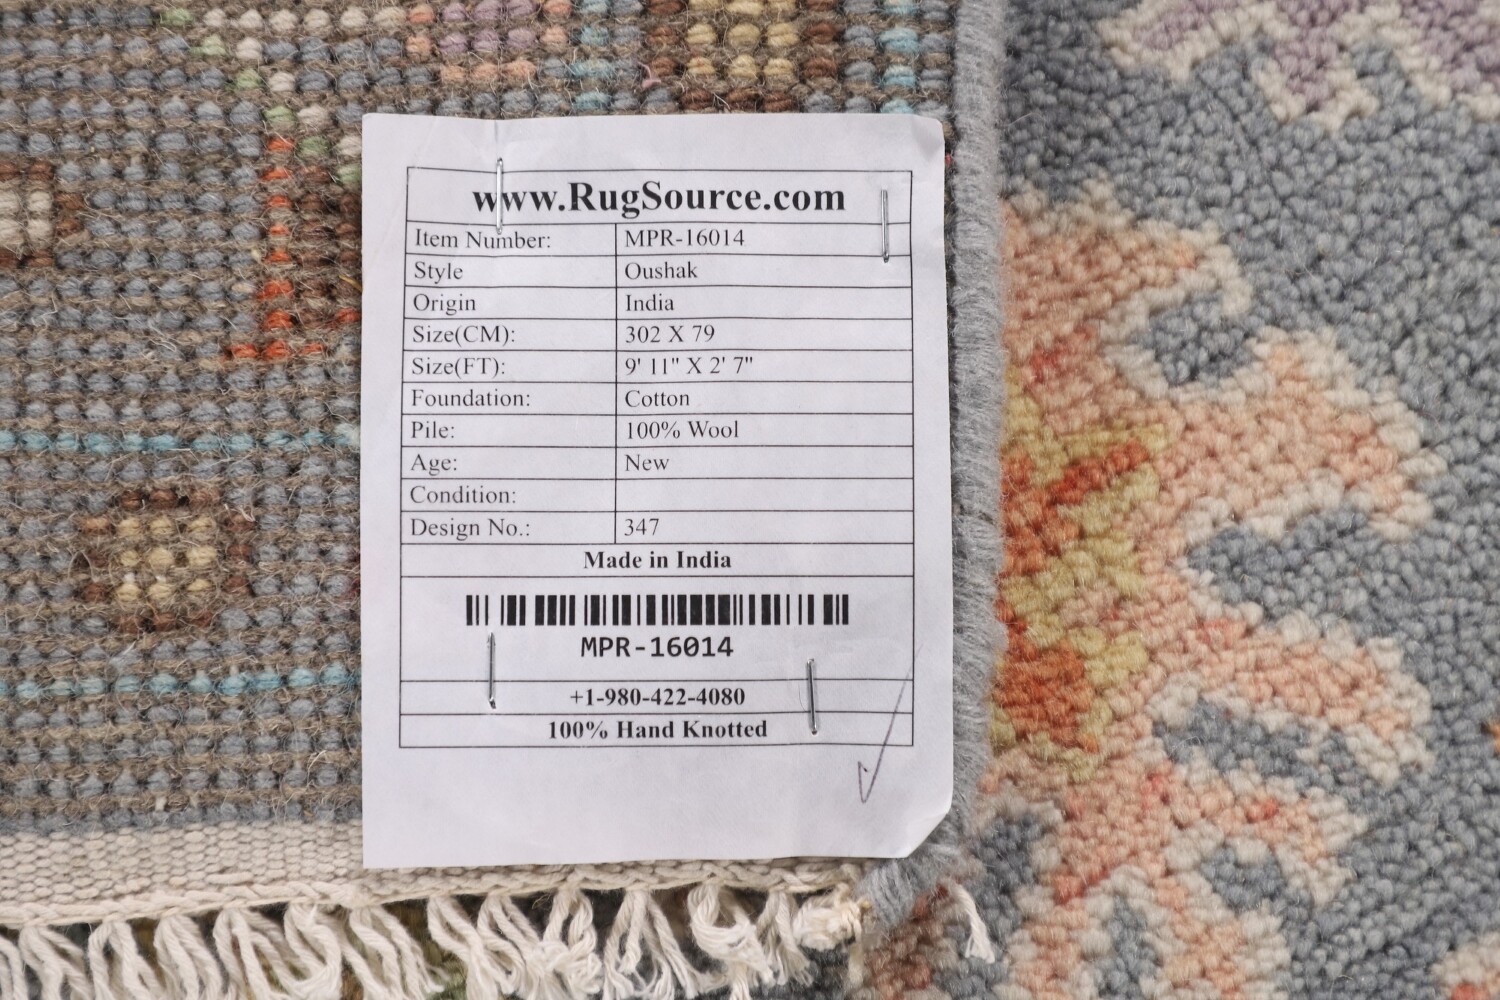 www.RugSource.com
Item Number: MPR-16014
Style Oushak
Origin India
Size(CM): 302 X 79
Size(FT): 9' 11" X 2' 7"
Foundation: Cotton
Pile: 100% Wool
Age: New
Condition:
Design No.: 347
Made in India
MPR-16014
+1-980-422-4080
100% Hand Knotted